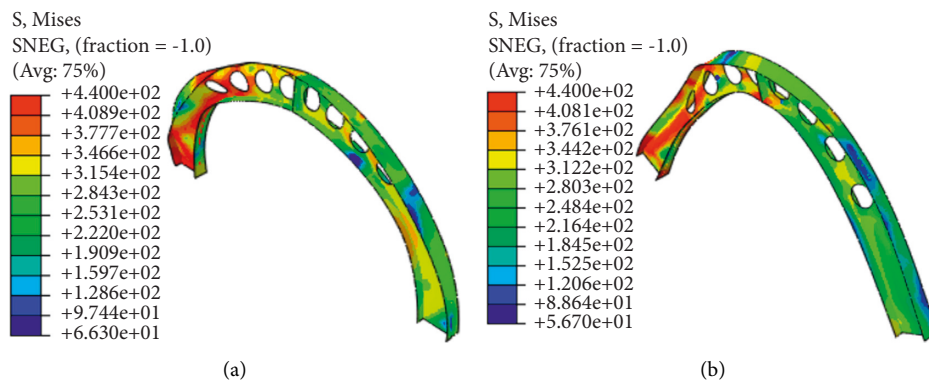 S, Mises
SNEG, (fraction = -1.0)
(Avg: 75%)
+4.400e+02
+4.089e+02
+3.777e+02
+3.466e+02
+3.154e+02
+2.843e+02
+2.531e+02
+2.220e+02
+1.909e+02
+1.597e+02
+1.286e+02
+9.744e+01
+6.630e+01
(a)
S, Mises
SNEG, (fraction = -1.0)
(Avg: 75%)
+4.400e+02
+4.081e+02
+3.761e+02
+3.442e+02
+3.122e+02
+2.803e+02
+2.484e+02
+2.164e+02
+1.845e+02
+1.525e+02
+1.206e+02
+8.864e+01
+5.670e+01
(b)